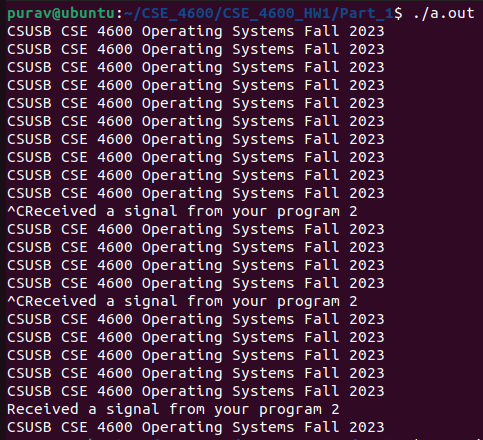 purav@ubuntu:~/CSE_4600/CSE_4600_HW1/Part_1$ ./a.out
CSUSB CSE 4600 Operating Systems Fall 2023
CSUSB CSE 4600 Operating Systems Fall 2023
CSUSB CSE 4600 Operating Systems Fall 2023
CSUSB CSE 4600 Operating Systems Fall 2023
CSUSB CSE 4600 Operating Systems Fall 2023
CSUSB CSE 4600 Operating Systems Fall 2023
CSUSB CSE 4600 Operating Systems Fall 2023
CSUSB CSE 4600 Operating Systems Fall 2023
CSUSB CSE 4600 Operating Systems Fall 2023
CSUSB CSE 4600 Operating Systems Fall 2023
^CReceived a signal from your program 2
CSUSB CSE 4600 Operating Systems Fall 2023
CSUSB CSE 4600 Operating Systems Fall 2023
CSUSB CSE 4600 Operating Systems Fall 2023
CSUSB CSE 4600 Operating Systems Fall 2023
^CReceived a signal from your program 2
CSUSB CSE 4600 Operating Systems Fall 2023
CSUSB CSE 4600 Operating Systems Fall 2023
CSUSB CSE 4600 Operating Systems Fall 2023
CSUSB CSE 4600 Operating Systems Fall 2023
CSUSB CSE 4600 Operating Systems Fall 2023
Received a signal from your program 2
CSUSB CSE 4600 Operating Systems Fall 2023